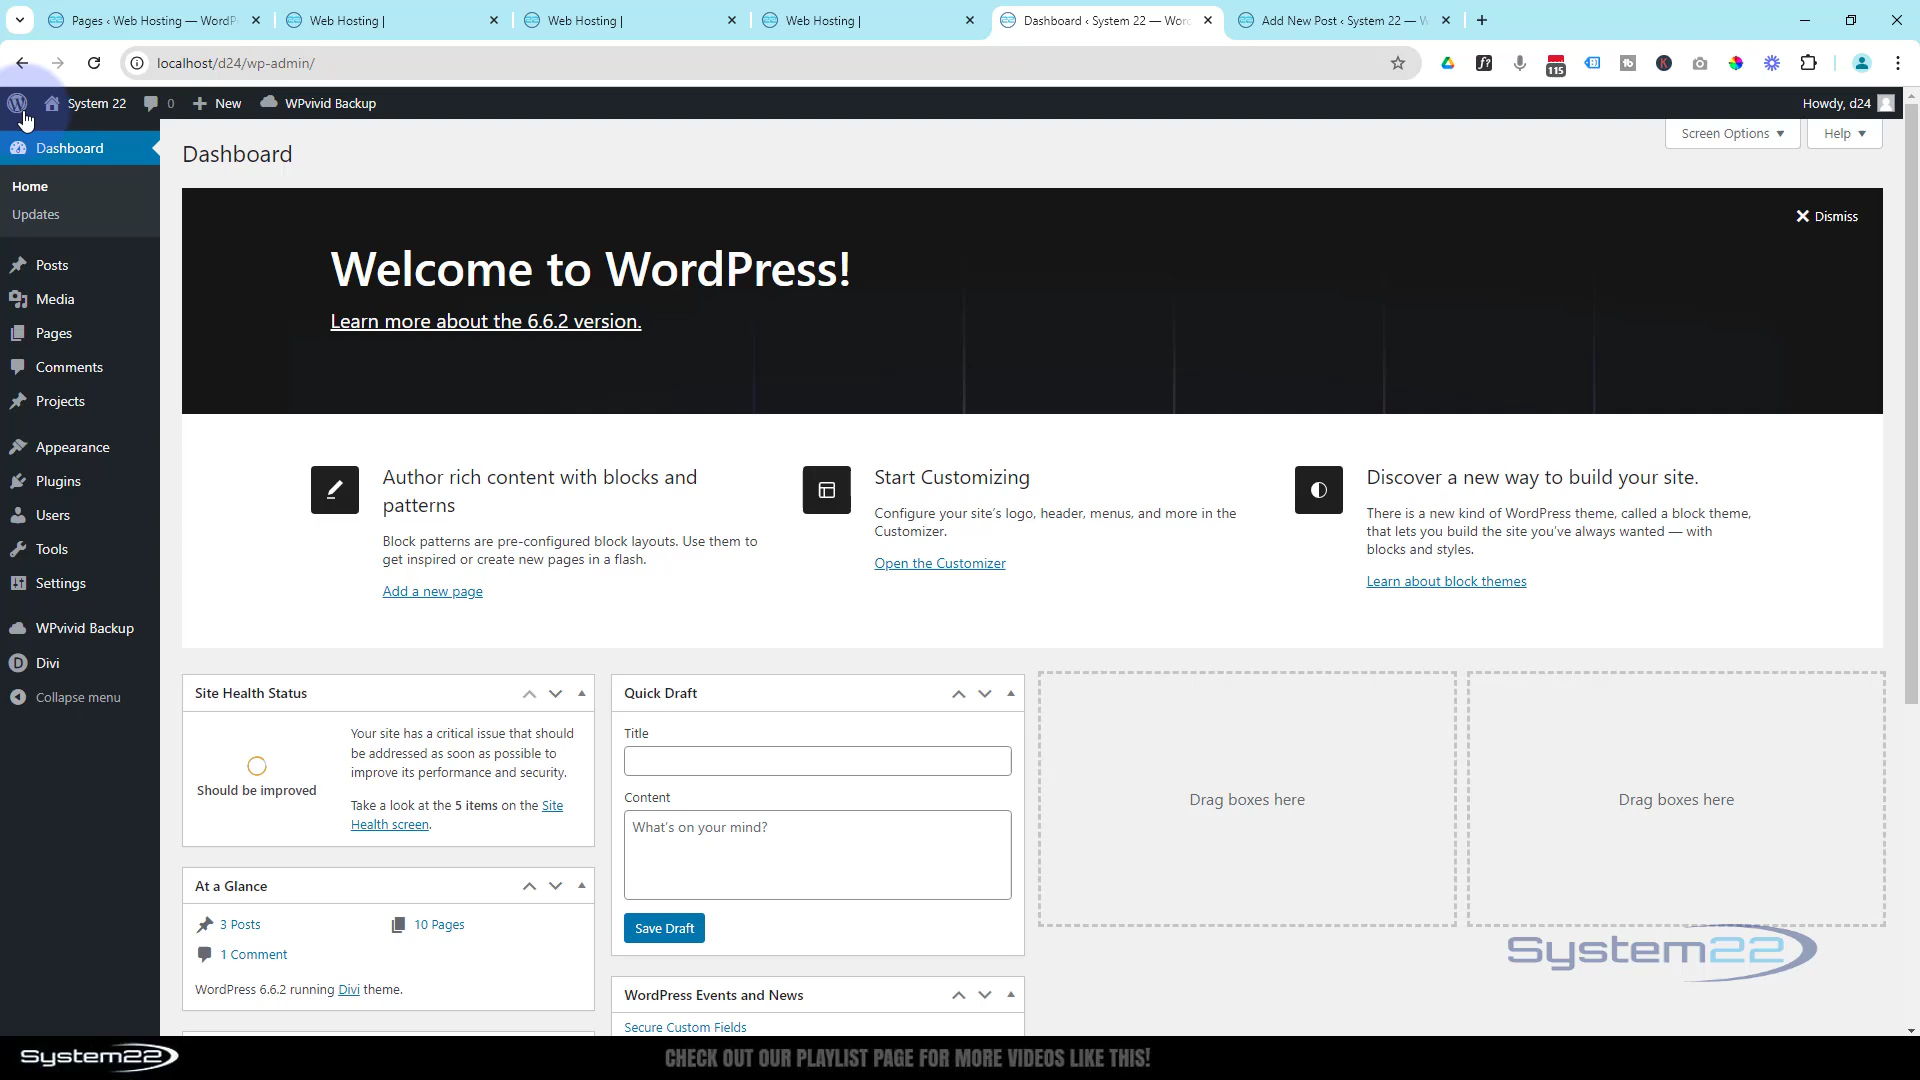 Pages ‹ Web Hosting — WordP
Web Hosting |
Web Hosting |
Web Hosting |
Dashboard ‹ System 22 — Word
Add New Post ‹ System 22 — W
localhost/d24/wp-admin/
115
System 22
0
New
WPvivid Backup
Howdy, d24
Dashboard
Home
Updates
Posts
Media
Pages
Comments
Projects
Appearance
Plugins
Users
Tools
Settings
WPvivid Backup
Divi
Collapse menu
Dashboard
Screen Options
Help
Dismiss
Welcome to WordPress!
Learn more about the 6.6.2 version.
Author rich content with blocks and
patterns
Block patterns are pre-configured block layouts. Use them to
get inspired or create new pages in a flash.
Add a new page
Start Customizing
Configure your site's logo, header, menus, and more in the
Customizer.
Open the Customizer
Discover a new way to build your site.
There is a new kind of WordPress theme, called a block theme,
that lets you build the site you've always wanted — with
blocks and styles.
Learn about block themes
Site Health Status
Should be improved
Your site has a critical issue that should
be addressed as soon as possible to
improve its performance and security.
Take a look at the 5 items on the Site
Health screen.
At a Glance
3 Posts
10 Pages
1 Comment
WordPress 6.6.2 running Divi theme.
Quick Draft
Title
Content
What's on your mind?
Save Draft
WordPress Events and News
Secure Custom Fields
Drag boxes here
Drag boxes here
System22
System22
CHECK OUT OUR PLAYLIST PAGE FOR MORE VIDEOS LIKE THIS!